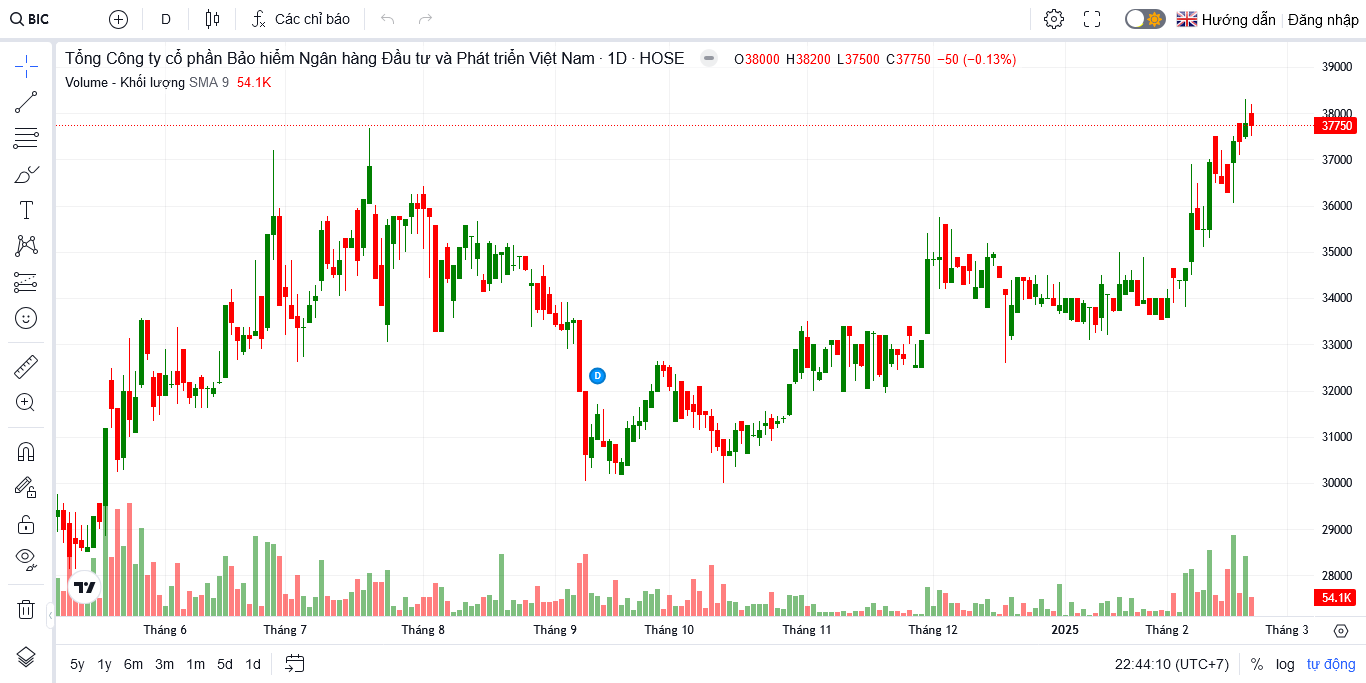 BIC D Các chỉ báo Hướng dẫn Đăng nhập
Tổng Công ty cổ phần Bảo hiểm Ngân hàng Đầu tư và Phát triển Việt Nam · 1D · HOSE O38000 H38200 L37500 C37750 −50 (−0.13%)
Volume - Khối lượng SMA 9 54.1K
39000
38000
37750
37000
36000
35000
34000
33000
32000
31000
30000
29000
28000
54.1K
D
Tháng 6 Tháng 7 Tháng 8 Tháng 9 Tháng 10 Tháng 11 Tháng 12 2025 Tháng 2 Tháng 3
5y 1y 6m 3m 1m 5d 1d 22:44:10 (UTC+7) % log tự động